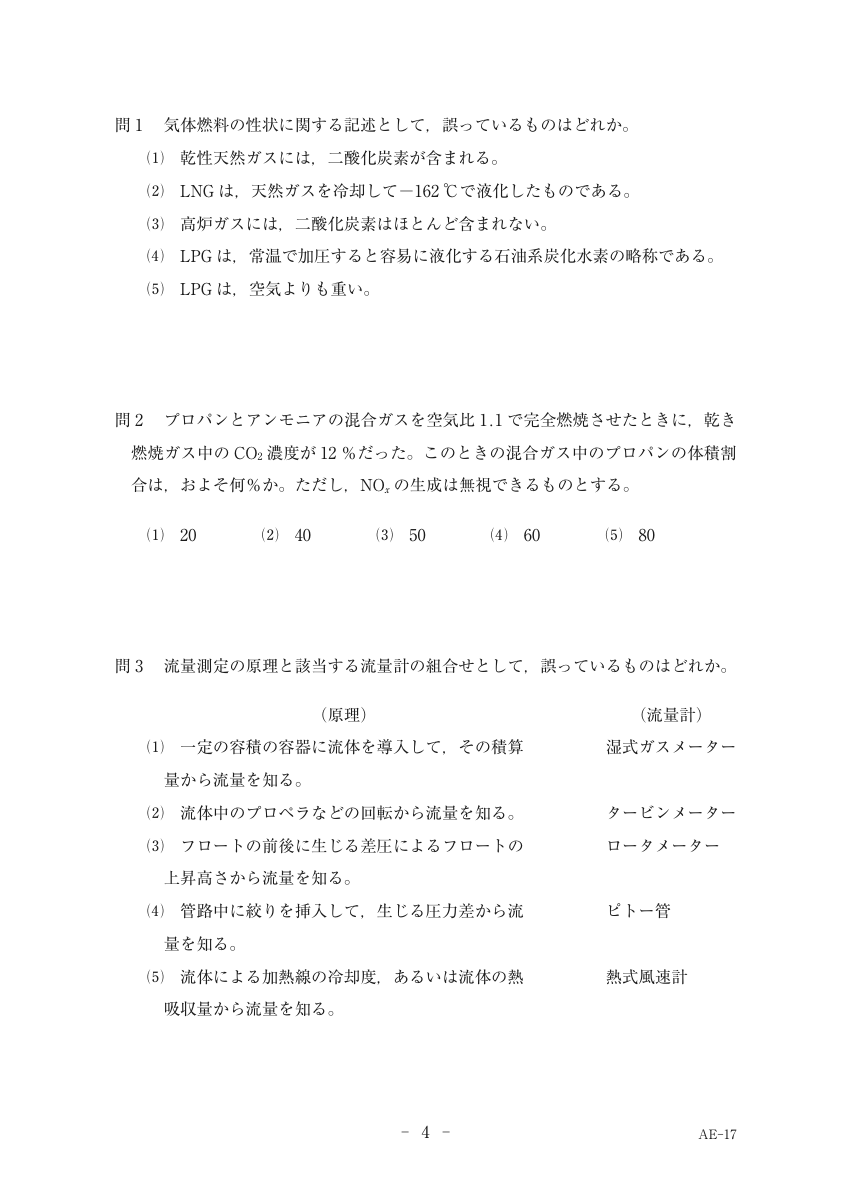 問1　気体燃料の性状に関する記述として，誤っているものはどれか。
⑴　乾性天然ガスには，二酸化炭素が含まれる。
⑵　LNG は，天然ガスを冷却して－162 ℃で液化したものである。
⑶　高炉ガスには，二酸化炭素はほとんど含まれない。
⑷　LPG は，常温で加圧すると容易に液化する石油系炭化水素の略称である。
⑸　LPG は，空気よりも重い。
問2　プロパンとアンモニアの混合ガスを空気比 1.1 で完全燃焼させたときに，乾き
燃焼ガス中の CO₂ 濃度が 12 ％だった。このときの混合ガス中のプロパンの体積割
合は，およそ何％か。ただし，NOₓ の生成は無視できるものとする。
⑴　20　⑵　40　⑶　50　⑷　60　⑸　80
問3　流量測定の原理と該当する流量計の組合せとして，誤っているものはどれか。
（原理）　（流量計）
⑴　一定の容積の容器に流体を導入して，その積算　湿式ガスメーター
量から流量を知る。
⑵　流体中のプロペラなどの回転から流量を知る。　タービンメーター
⑶　フロートの前後に生じる差圧によるフロートの　ロータメーター
上昇高さから流量を知る。
⑷　管路中に絞りを挿入して，生じる圧力差から流　ピトー管
量を知る。
⑸　流体による加熱線の冷却度，あるいは流体の熱　熱式風速計
吸収量から流量を知る。
－ 4 －　AE–17